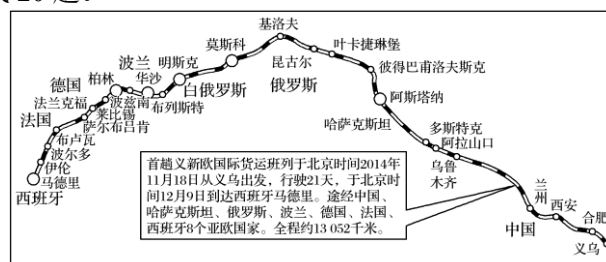 基洛夫
莫斯科
叶卡捷琳堡
波兰
明斯克
昆古尔
彼得巴甫洛夫斯克
德国
柏林
华沙
白俄罗斯
俄罗斯
法兰克福
波兹南
布列斯特
阿斯塔纳
法国
莱比锡
萨尔布吕肯
哈萨克斯坦
多斯特克
布卢瓦
阿拉山口
波尔多
乌鲁
木齐
伊伦
马德里
西班牙
首趟义新欧国际货运班列于北京时间2014年
11月18日从义乌出发，行驶21天，于北京时
间12月9日到达西班牙马德里。途经中国、
哈萨克斯坦、俄罗斯、波兰、德国、法国、
西班牙8个亚欧国家。全程约13 052千米。
兰州
西安
中国
合肥
义乌